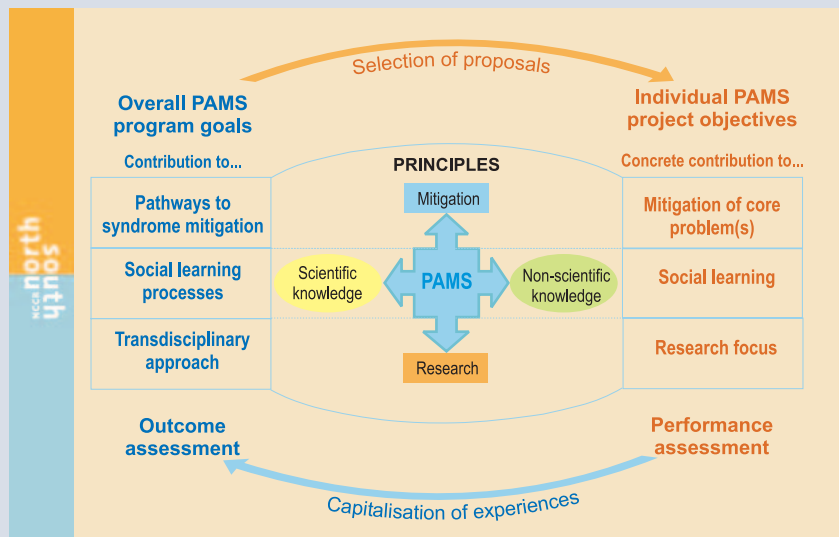 Selection of proposals
Overall PAMS
program goals
Individual PAMS
project objectives
Contribution to...
PRINCIPLES
Concrete contribution to...
Pathways to
syndrome mitigation
Mitigation
Mitigation of core
problem(s)
Social learning
processes
Scientific
knowledge
PAMS
Non-scientific
knowledge
Social learning
Transdisciplinary
approach
Research
Research focus
Outcome
assessment
Performance
assessment
Capitalisation of experiences
NCCR
north
south